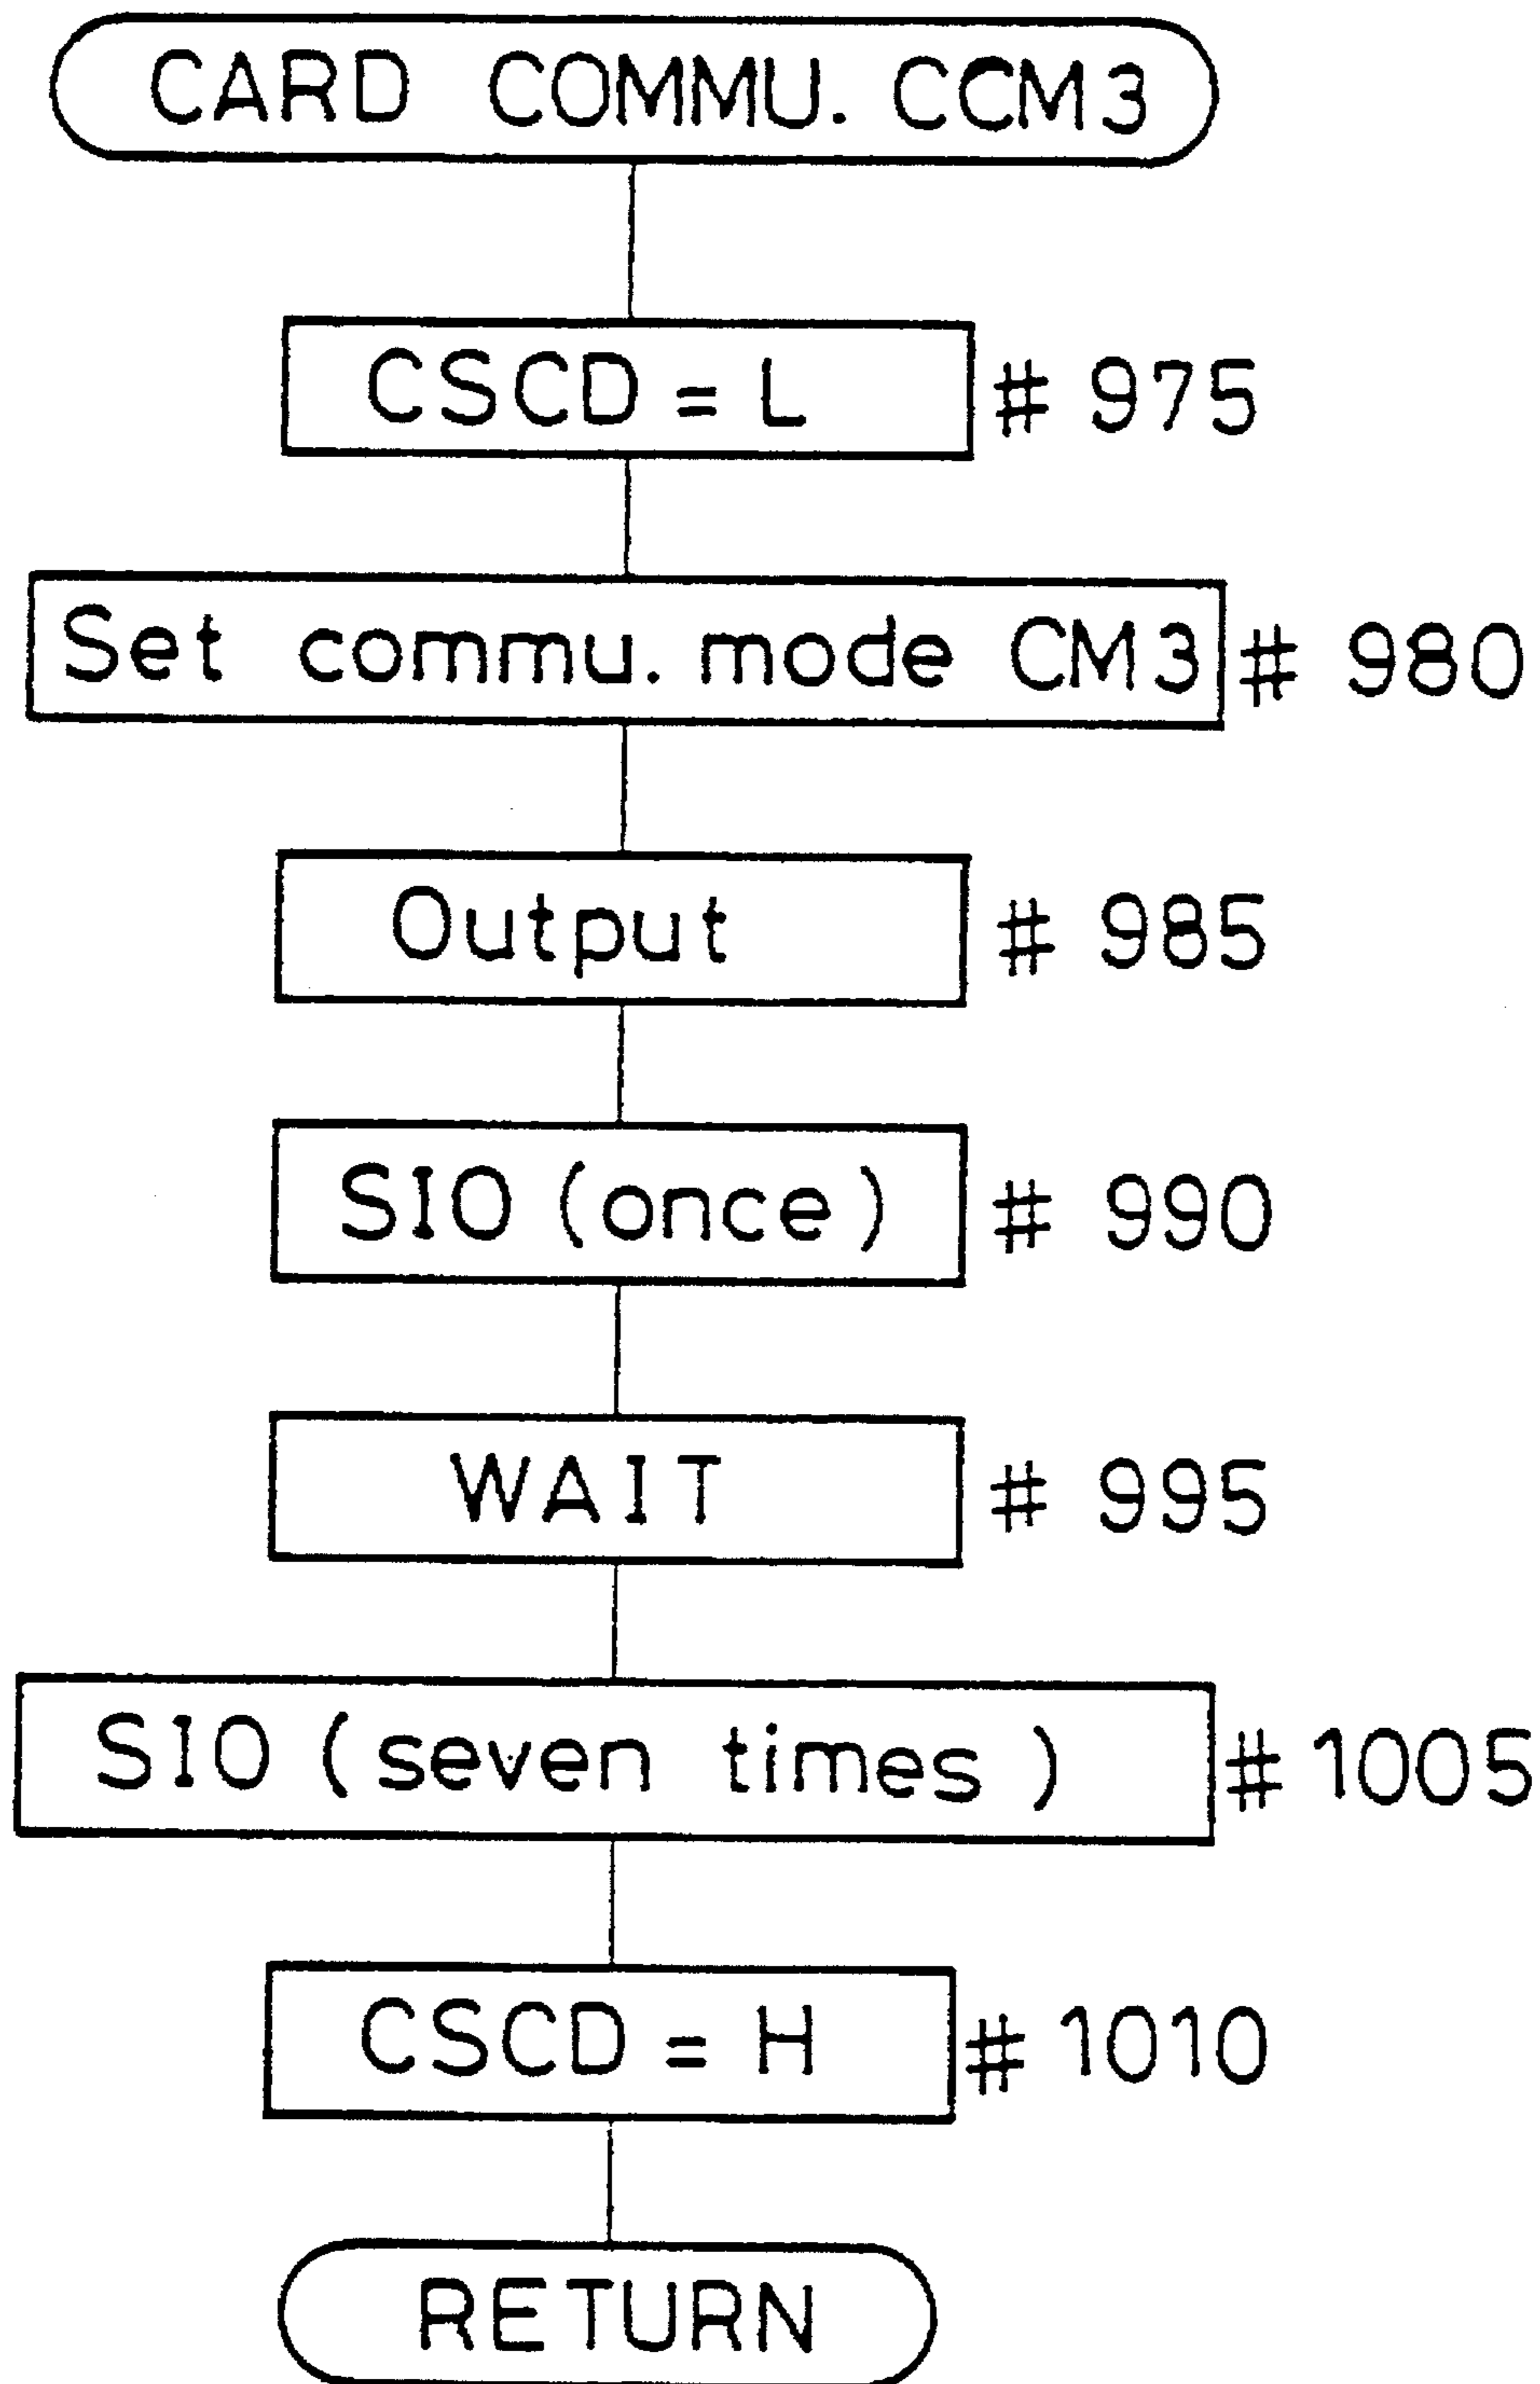 CARD COMMU. CCM3
CSCD = L # 975
Set commu. mode CM3 # 980
Output # 985
SIO (once) # 990
WAIT # 995
SIO (seven times) # 1005
CSCD = H # 1010
RETURN